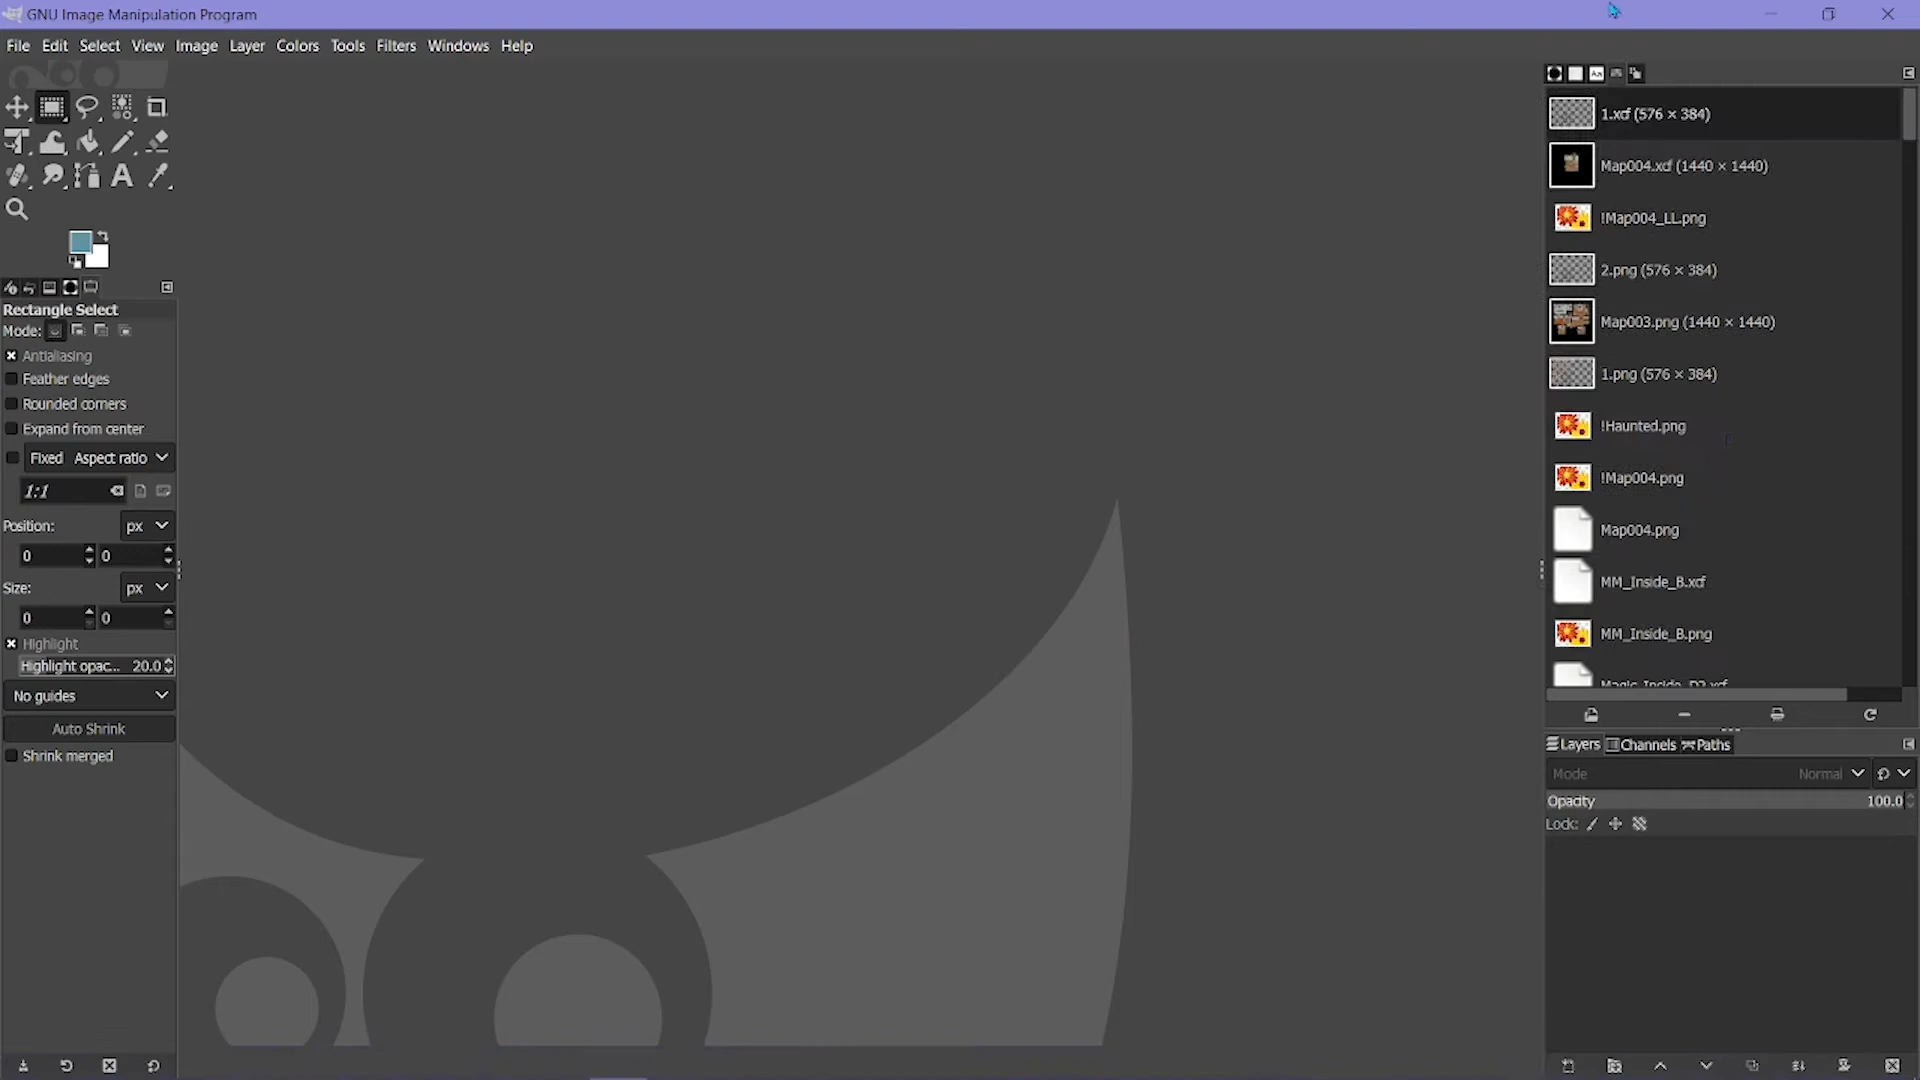 GNU Image Manipulation Program
File Edit Select View Image Layer Colors Tools Filters Windows Help
Rectangle Select
Mode:
Antialiasing
Feather edges
Rounded corners
Expand from center
Fixed Aspect ratio
1:1
Position: px
0 0
Size: px
0 0
Highlight
Highlight opac... 20.0
No guides
Auto Shrink
Shrink merged
Aa
1.xcf (576 × 384)
Map004.xcf (1440 × 1440)
!Map004_LL.png
2.png (576 × 384)
Map003.png (1440 × 1440)
1.png (576 × 384)
!Haunted.png
!Map004.png
Map004.png
MM_Inside_B.xcf
MM_Inside_B.png
Magic_Inside_D2.xcf
Layers Channels Paths
Mode Normal
Opacity 100.0
Lock: